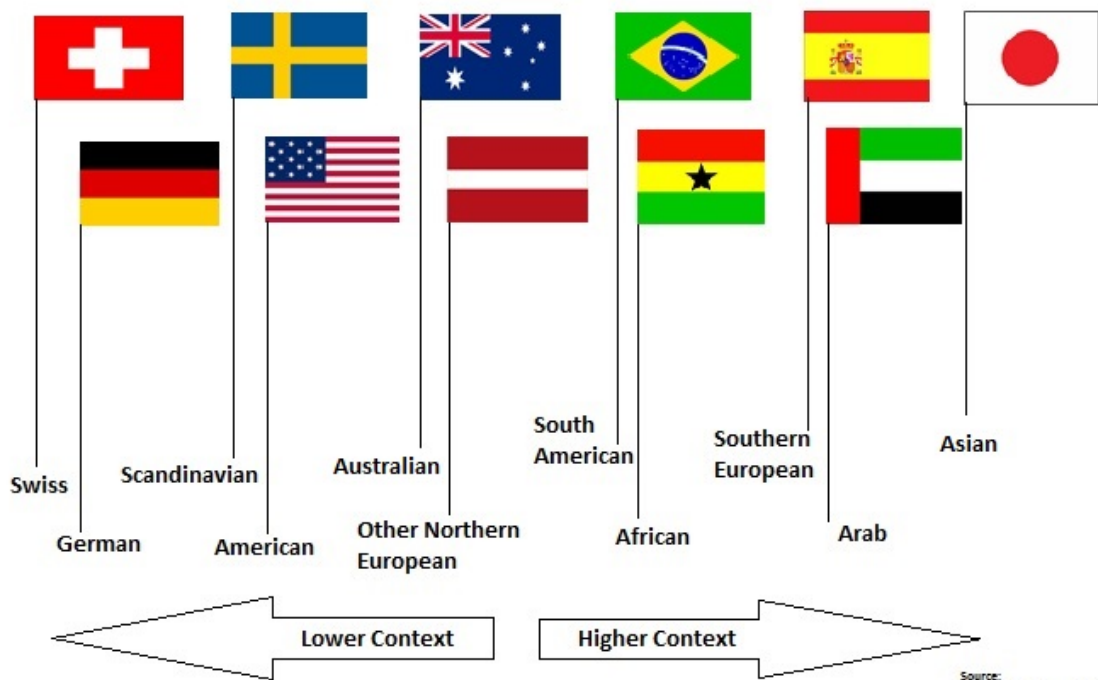 Swiss
German
Scandinavian
American
Australian
Other Northern
European
South
American
African
Southern
European
Arab
Asian
Lower Context
Higher Context
Source: